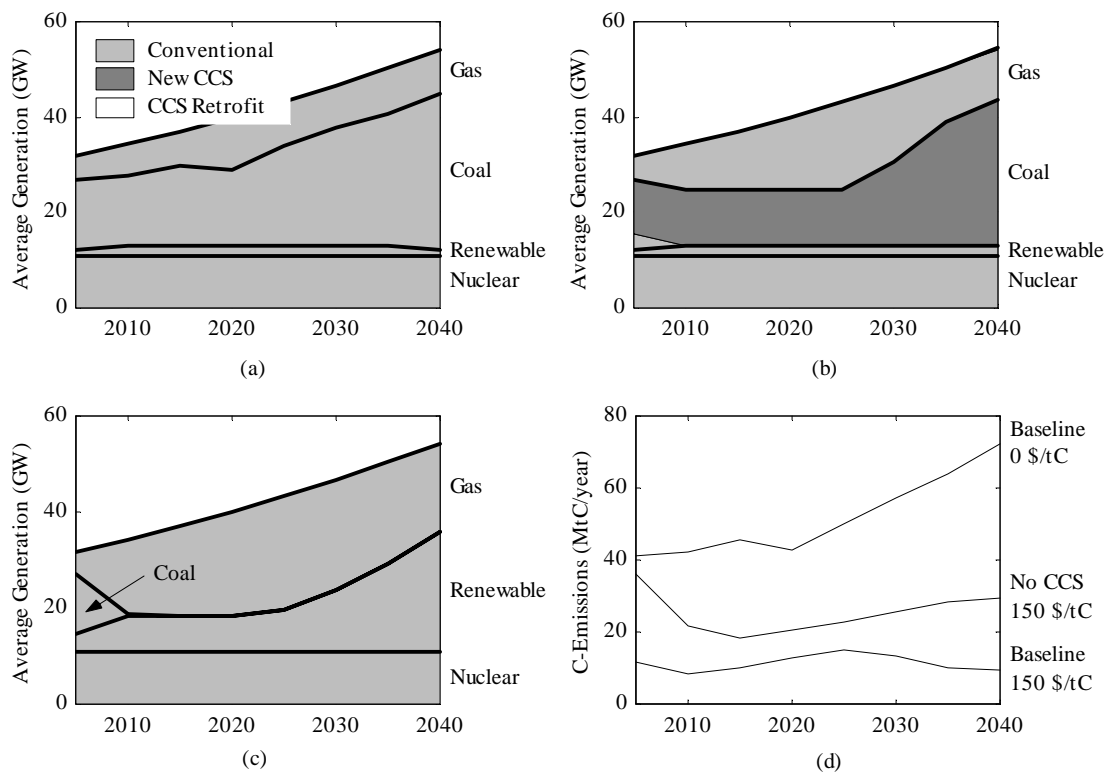 Average Generation (GW)
60
40
20
0
Conventional
New CCS
CCS Retrofit
Gas
Coal
Renewable
Nuclear
2010 2020 2030 2040
(a)
Average Generation (GW)
60
40
20
0
Gas
Coal
Renewable
Nuclear
2010 2020 2030 2040
(b)
Average Generation (GW)
60
40
20
0
Coal
Gas
Renewable
Nuclear
2010 2020 2030 2040
(c)
C-Emissions (MtC/year)
80
60
40
20
0
Baseline
0 $/tC
No CCS
150 $/tC
Baseline
150 $/tC
2010 2020 2030 2040
(d)